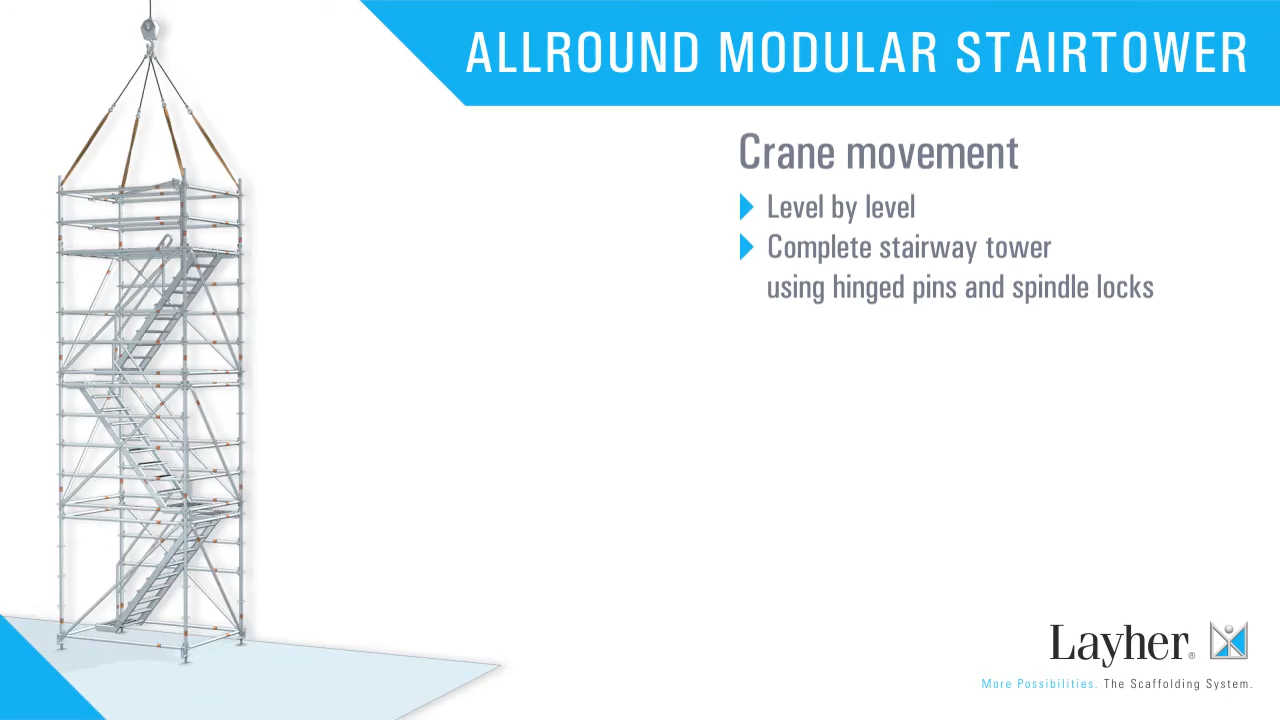 ALLROUND MODULAR STAIRTOWER
Crane movement
Level by level
Complete stairway tower
using hinged pins and spindle locks
Layher®
More Possibilities. The Scaffolding System.